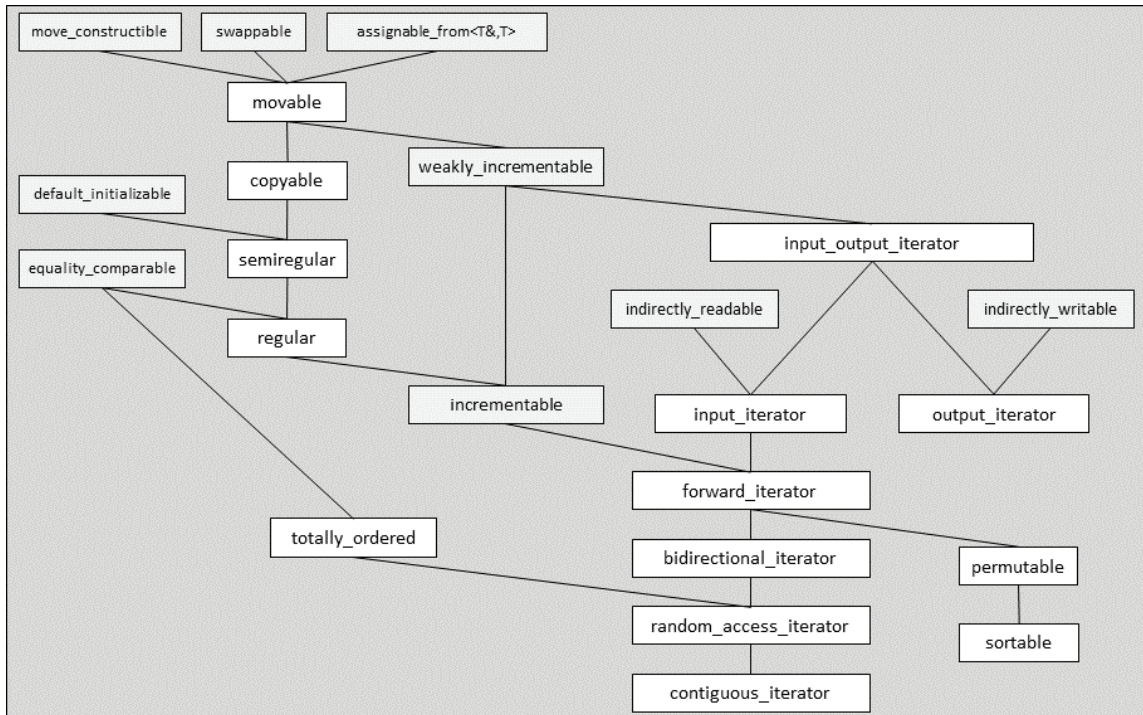 move_constructible
swappable
assignable_from<T&,T>
movable
copyable
weakly_incrementable
default_initializable
semiregular
input_output_iterator
equality_comparable
regular
indirectly_readable
indirectly_writable
incrementable
input_iterator
output_iterator
forward_iterator
totally_ordered
bidirectional_iterator
permutable
random_access_iterator
sortable
contiguous_iterator